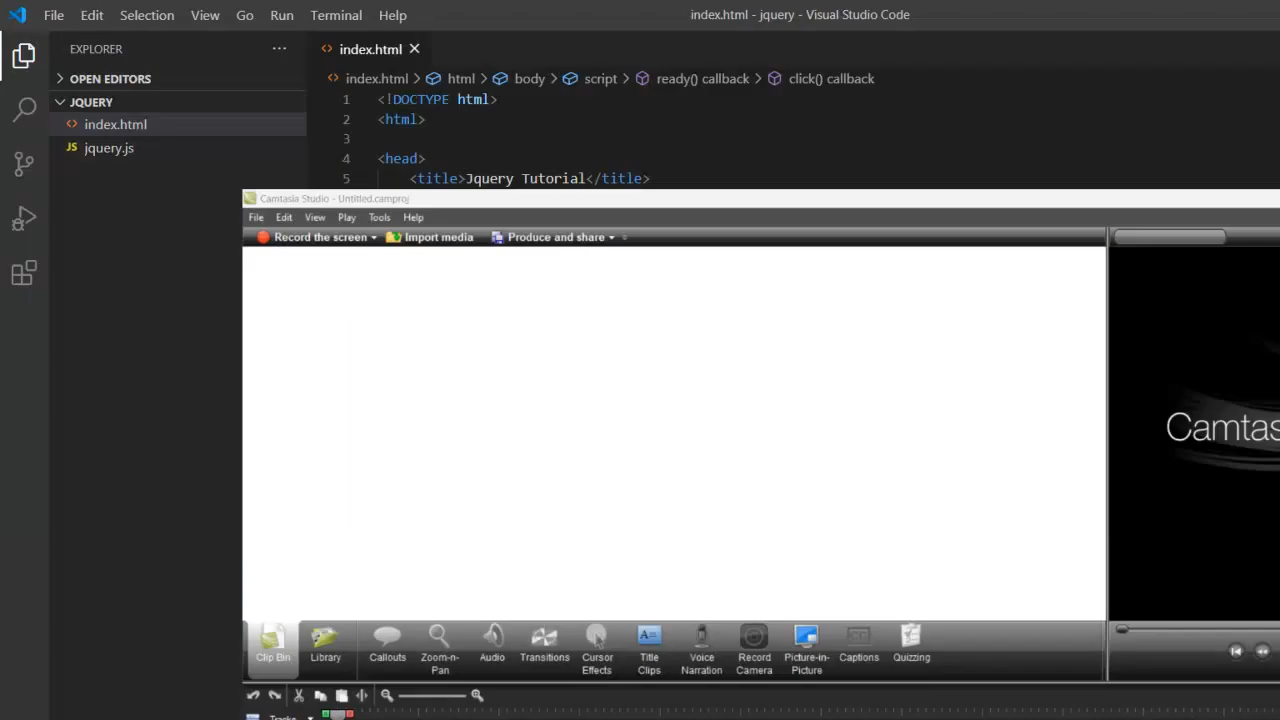 File Edit Selection View Go Run Terminal Help index.html - jquery - Visual Studio Code
EXPLORER ··· <> index.html ×
OPEN EDITORS
<> index.html > html > body > script > ready() callback > click() callback
JQUERY
<> index.html
JS jquery.js
1 <!DOCTYPE html>
2 <html>
3
4 <head>
5 <title>Jquery Tutorial</title>
Camtasia Studio - Untitled.camproj
File Edit View Play Tools Help
Record the screen Import media Produce and share
Camtas
Clip Bin Library Callouts Zoom-n-Pan Audio Transitions Cursor Effects Title Clips Voice Narration Record Camera Picture-in-Picture Captions Quizzing
Tracks